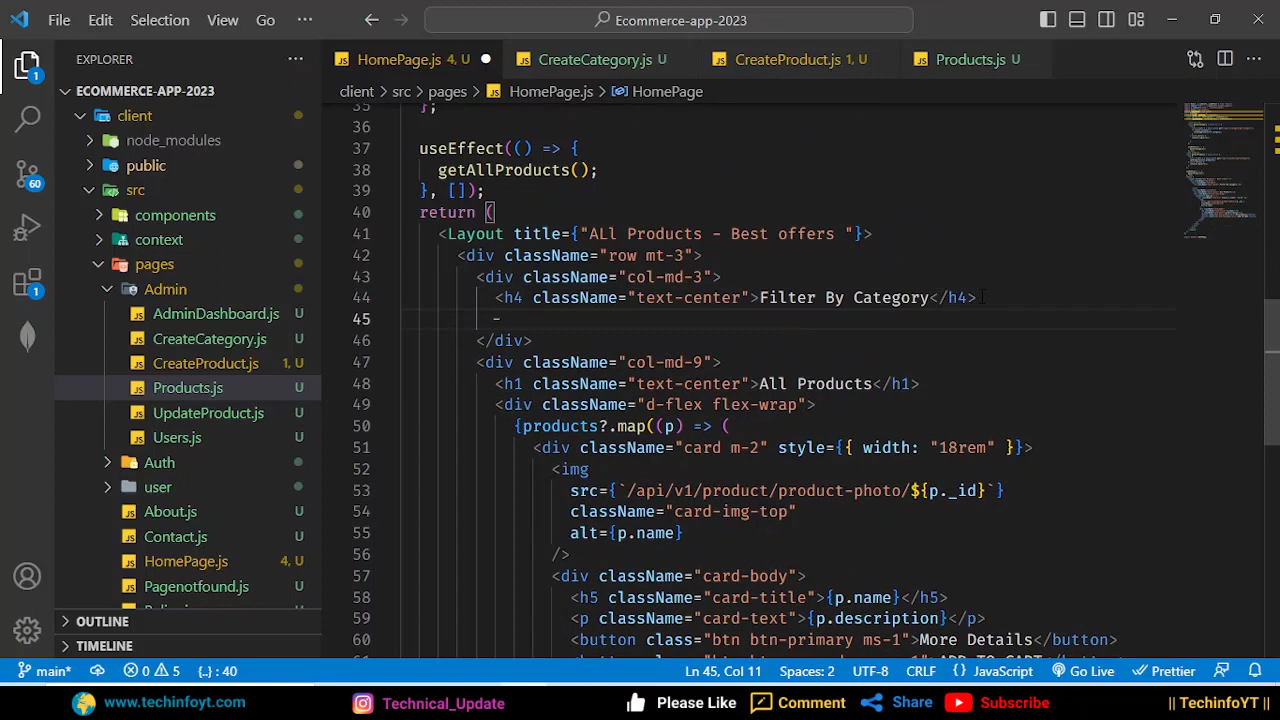 File Edit Selection View Go Ecommerce-app-2023
EXPLORER
HomePage.js 4, U
CreateCategory.js U
CreateProduct.js 1, U
Products.js U
ECOMMERCE-APP-2023
client > src > pages > HomePage.js > HomePage
client
node_modules
public
src
components
context
pages
Admin
AdminDashboard.js U
CreateCategory.js U
CreateProduct.js 1, U
Products.js U
UpdateProduct.js U
Users.js U
Auth
user
About.js U
Contact.js U
HomePage.js 4, U
Pagenotfound.js U
OUTLINE
TIMELINE
1
60
1
35 };
36
37 useEffect(() => {
38 getAllProducts();
39 }, []);
40 return (
41 <Layout title={"ALl Products - Best offers "}>
42 <div className="row mt-3">
43 <div className="col-md-3">
44 <h4 className="text-center">Filter By Category</h4>
45
46 </div>
47 <div className="col-md-9">
48 <h1 className="text-center">All Products</h1>
49 <div className="d-flex flex-wrap">
50 {products?.map((p) => (
51 <div className="card m-2" style={{ width: "18rem" }}>
52 <img
53 src={`/api/v1/product/product-photo/${p._id}`}
54 className="card-img-top"
55 alt={p.name}
56 />
57 <div className="card-body">
58 <h5 className="card-title">{p.name}</h5>
59 <p className="card-text">{p.description}</p>
60 <button class="btn btn-primary ms-1">More Details</button>
main* 0 5 {..} : 40 Ln 45, Col 11 Spaces: 2 UTF-8 CRLF {} JavaScript Go Live Prettier
www.techinfoyt.com Technical_Update Please Like Comment Share Subscribe || TechinfoYT ||